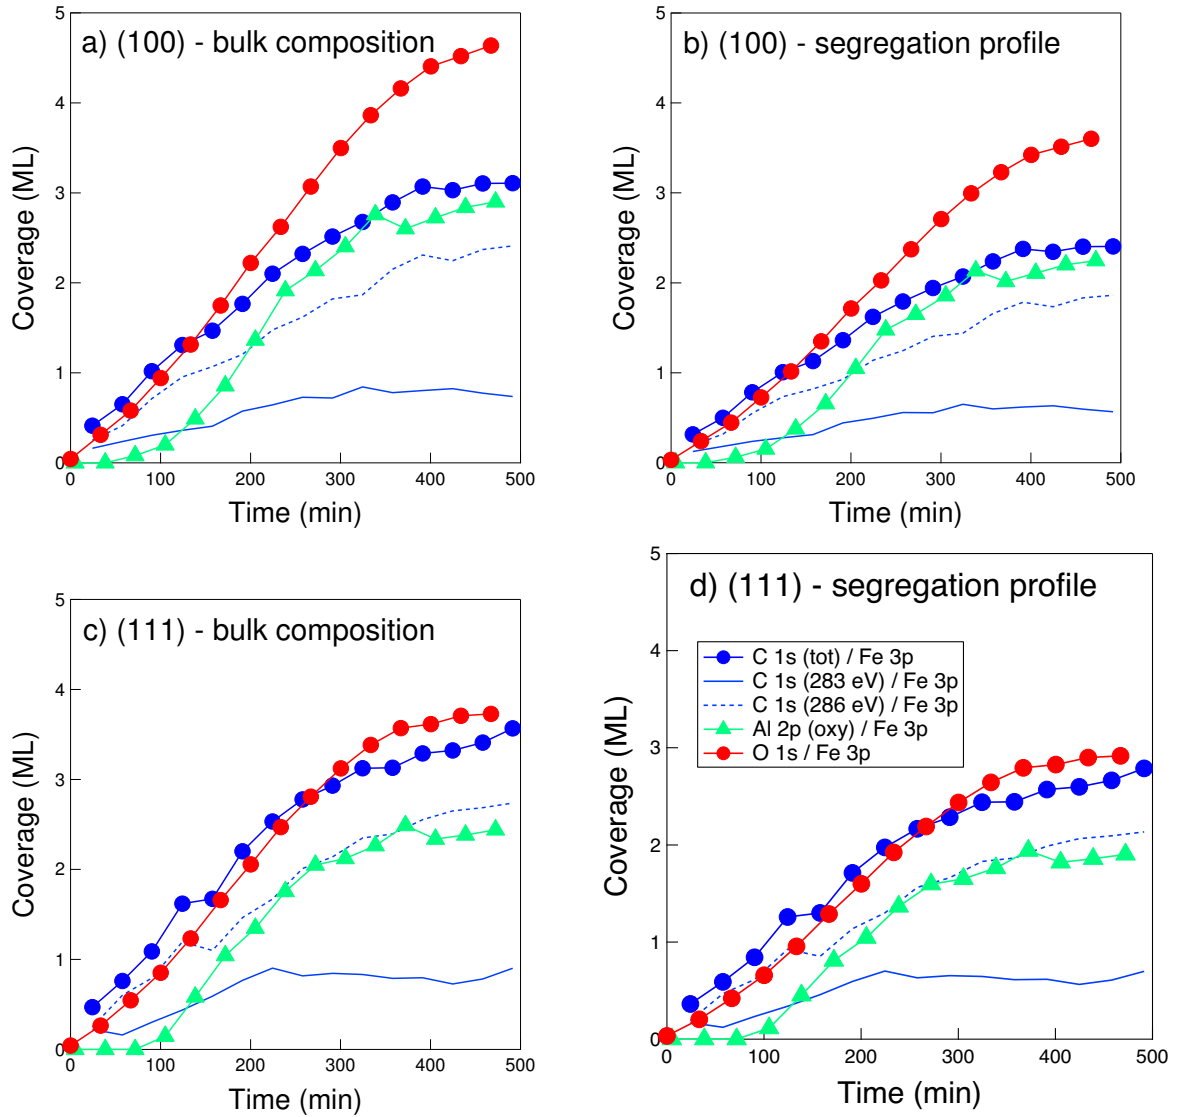 a) (100) - bulk composition
Coverage (ML)
5
4
3
2
1
0
0 100 200 300 400 500
Time (min)
b) (100) - segregation profile
Coverage (ML)
5
4
3
2
1
0
0 100 200 300 400 500
Time (min)
c) (111) - bulk composition
Coverage (ML)
5
4
3
2
1
0
0 100 200 300 400 500
Time (min)
d) (111) - segregation profile
C 1s (tot) / Fe 3p
C 1s (283 eV) / Fe 3p
C 1s (286 eV) / Fe 3p
Al 2p (oxy) / Fe 3p
O 1s / Fe 3p
Coverage (ML)
5
4
3
2
1
0
0 100 200 300 400 500
Time (min)